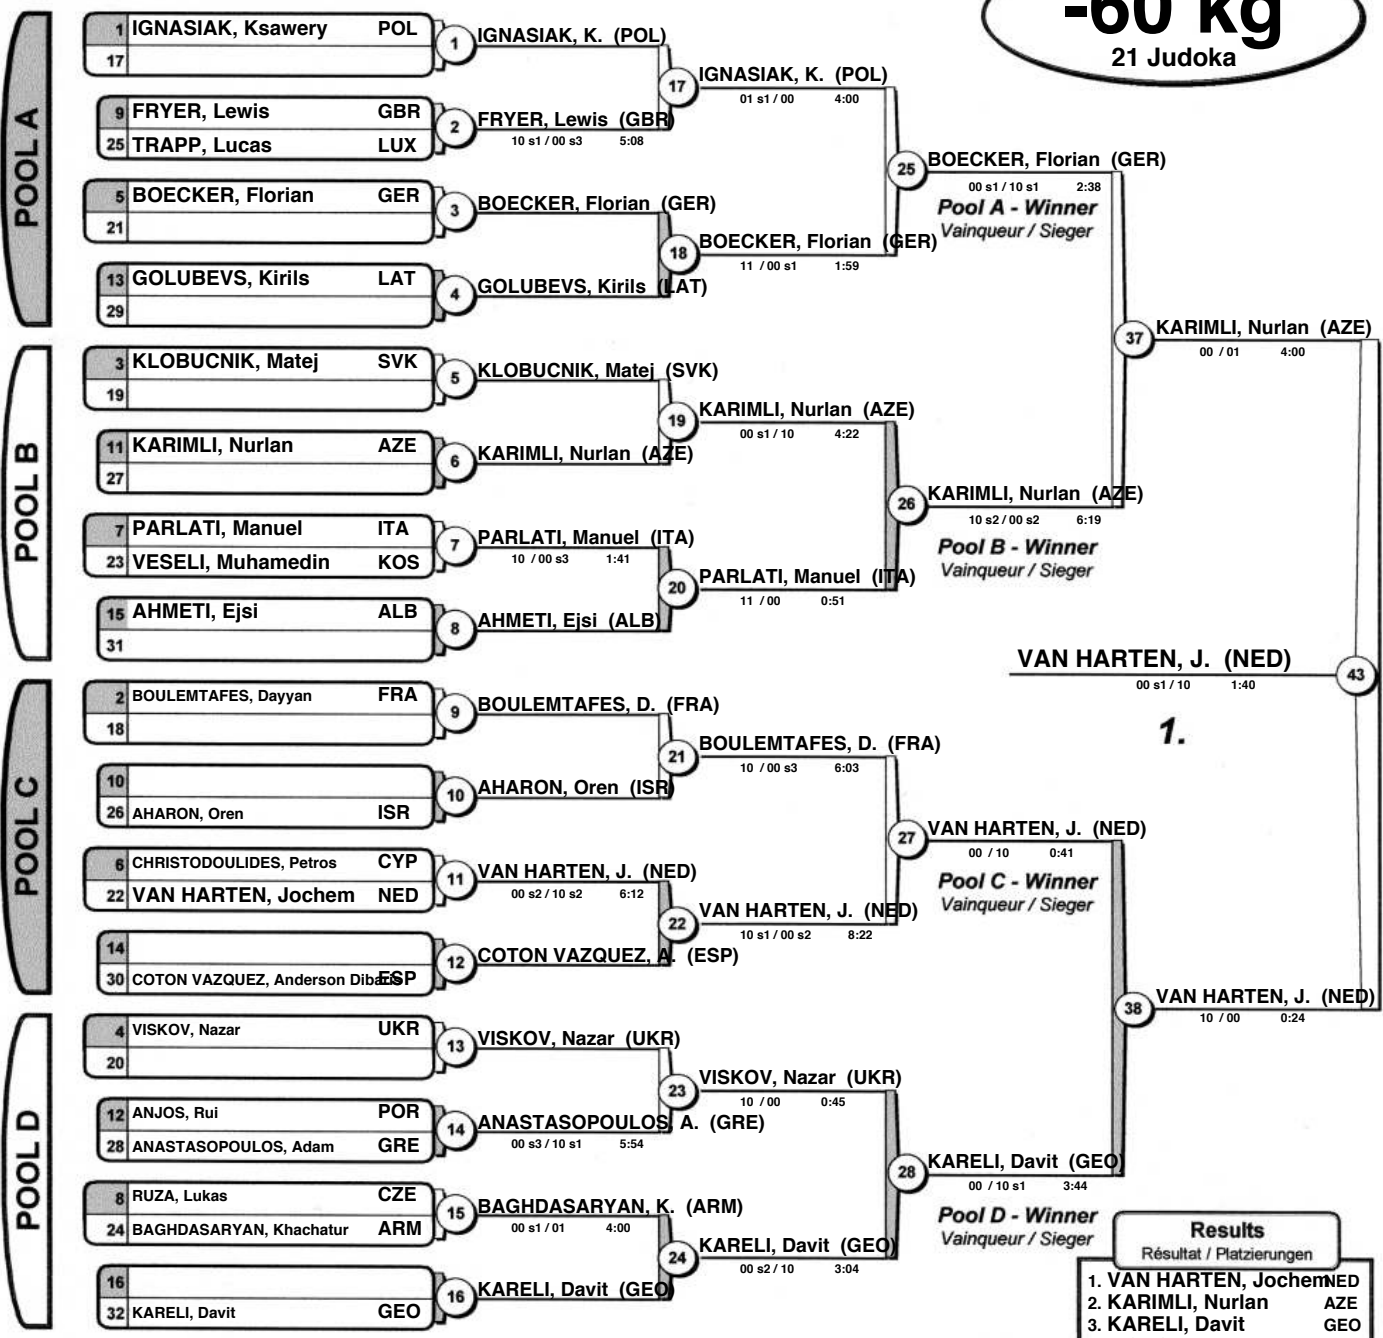 -60 kg
21 Judoka
POOL A
1 IGNASIAK, Ksawery POL
17
1
IGNASIAK, K. (POL)
9 FRYER, Lewis GBR
25 TRAPP, Lucas LUX
2
FRYER, Lewis (GBR)
10 s1 / 00 s3 5:08
17
IGNASIAK, K. (POL)
01 s1 / 00 4:00
5 BOECKER, Florian GER
21
3
BOECKER, Florian (GER)
13 GOLUBEVS, Kirils LAT
29
4
GOLUBEVS, Kirils (LAT)
18
BOECKER, Florian (GER)
11 / 00 s1 1:59
25
BOECKER, Florian (GER)
00 s1 / 10 s1 2:38
Pool A - Winner
Vainqueur / Sieger
POOL B
3 KLOBUCNIK, Matej SVK
19
5
KLOBUCNIK, Matej (SVK)
11 KARIMLI, Nurlan AZE
27
6
KARIMLI, Nurlan (AZE)
19
KARIMLI, Nurlan (AZE)
00 s1 / 10 4:22
7 PARLATI, Manuel ITA
23 VESELI, Muhamedin KOS
7
PARLATI, Manuel (ITA)
10 / 00 s3 1:41
15 AHMETI, Ejsi ALB
31
8
AHMETI, Ejsi (ALB)
20
PARLATI, Manuel (ITA)
11 / 00 0:51
26
KARIMLI, Nurlan (AZE)
10 s2 / 00 s2 6:19
Pool B - Winner
Vainqueur / Sieger
37
KARIMLI, Nurlan (AZE)
00 / 01 4:00
VAN HARTEN, J. (NED)
43
00 s1 / 10 1:40
1.
POOL C
2 BOULEMTAFES, Dayyan FRA
18
9
BOULEMTAFES, D. (FRA)
10
26 AHARON, Oren ISR
10
AHARON, Oren (ISR)
21
BOULEMTAFES, D. (FRA)
10 / 00 s3 6:03
6 CHRISTODOULIDES, Petros CYP
22 VAN HARTEN, Jochem NED
11
VAN HARTEN, J. (NED)
00 s2 / 10 s2 6:12
14
30 COTON VAZQUEZ, Anderson ESP
12
COTON VAZQUEZ, A. (ESP)
22
VAN HARTEN, J. (NED)
10 s1 / 00 s2 8:22
27
VAN HARTEN, J. (NED)
00 / 10 0:41
Pool C - Winner
Vainqueur / Sieger
POOL D
4 VISKOV, Nazar UKR
20
13
VISKOV, Nazar (UKR)
12 ANJOS, Rui POR
28 ANASTASOPOULOS, Adam GRE
14
ANASTASOPOULOS, A. (GRE)
00 s3 / 10 s1 5:54
23
VISKOV, Nazar (UKR)
10 / 00 0:45
8 RUZA, Lukas CZE
24 BAGHDASARYAN, Khachatur ARM
15
BAGHDASARYAN, K. (ARM)
00 s1 / 01 4:00
16
32 KARELI, Davit GEO
16
KARELI, Davit (GEO)
24
KARELI, Davit (GEO)
00 s2 / 10 3:04
28
KARELI, Davit (GEO)
00 / 10 s1 3:44
Pool D - Winner
Vainqueur / Sieger
38
VAN HARTEN, J. (NED)
10 / 00 0:24
Results
Résultat / Platzierungen
1. VAN HARTEN, Jochem NED
2. KARIMLI, Nurlan AZE
3. KARELI, Davit GEO